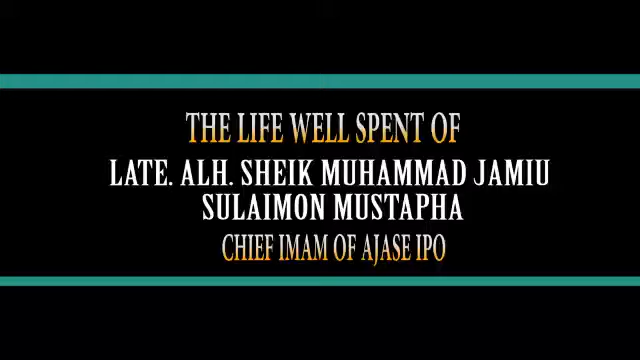 THE LIFE WELL SPENT OF
LATE. ALH. SHEIK MUHAMMAD JAMIU
SULAIMON MUSTAPHA
CHIEF IMAM OF AJASE IPO